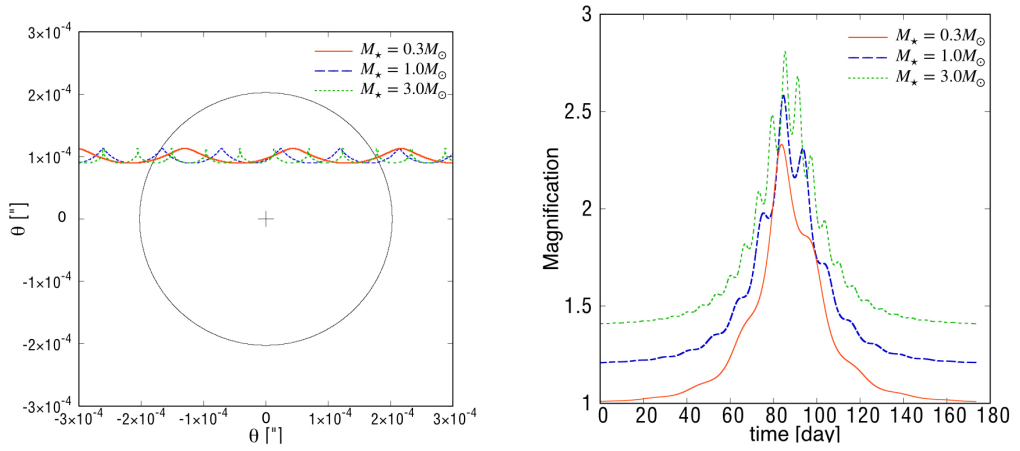 3×10⁻⁴
2×10⁻⁴
1×10⁻⁴
0
-1×10⁻⁴
-2×10⁻⁴
-3×10⁻⁴
θ ["]
-3×10⁻⁴ -2×10⁻⁴ -1×10⁻⁴ 0 1×10⁻⁴ 2×10⁻⁴ 3×10⁻⁴
θ ["]
M⋆ = 0.3M⊙
M⋆ = 1.0M⊙
M⋆ = 3.0M⊙
3
2.5
2
1.5
1
Magnification
0 20 40 60 80 100 120 140 160 180
time [day]
M⋆ = 0.3M⊙
M⋆ = 1.0M⊙
M⋆ = 3.0M⊙